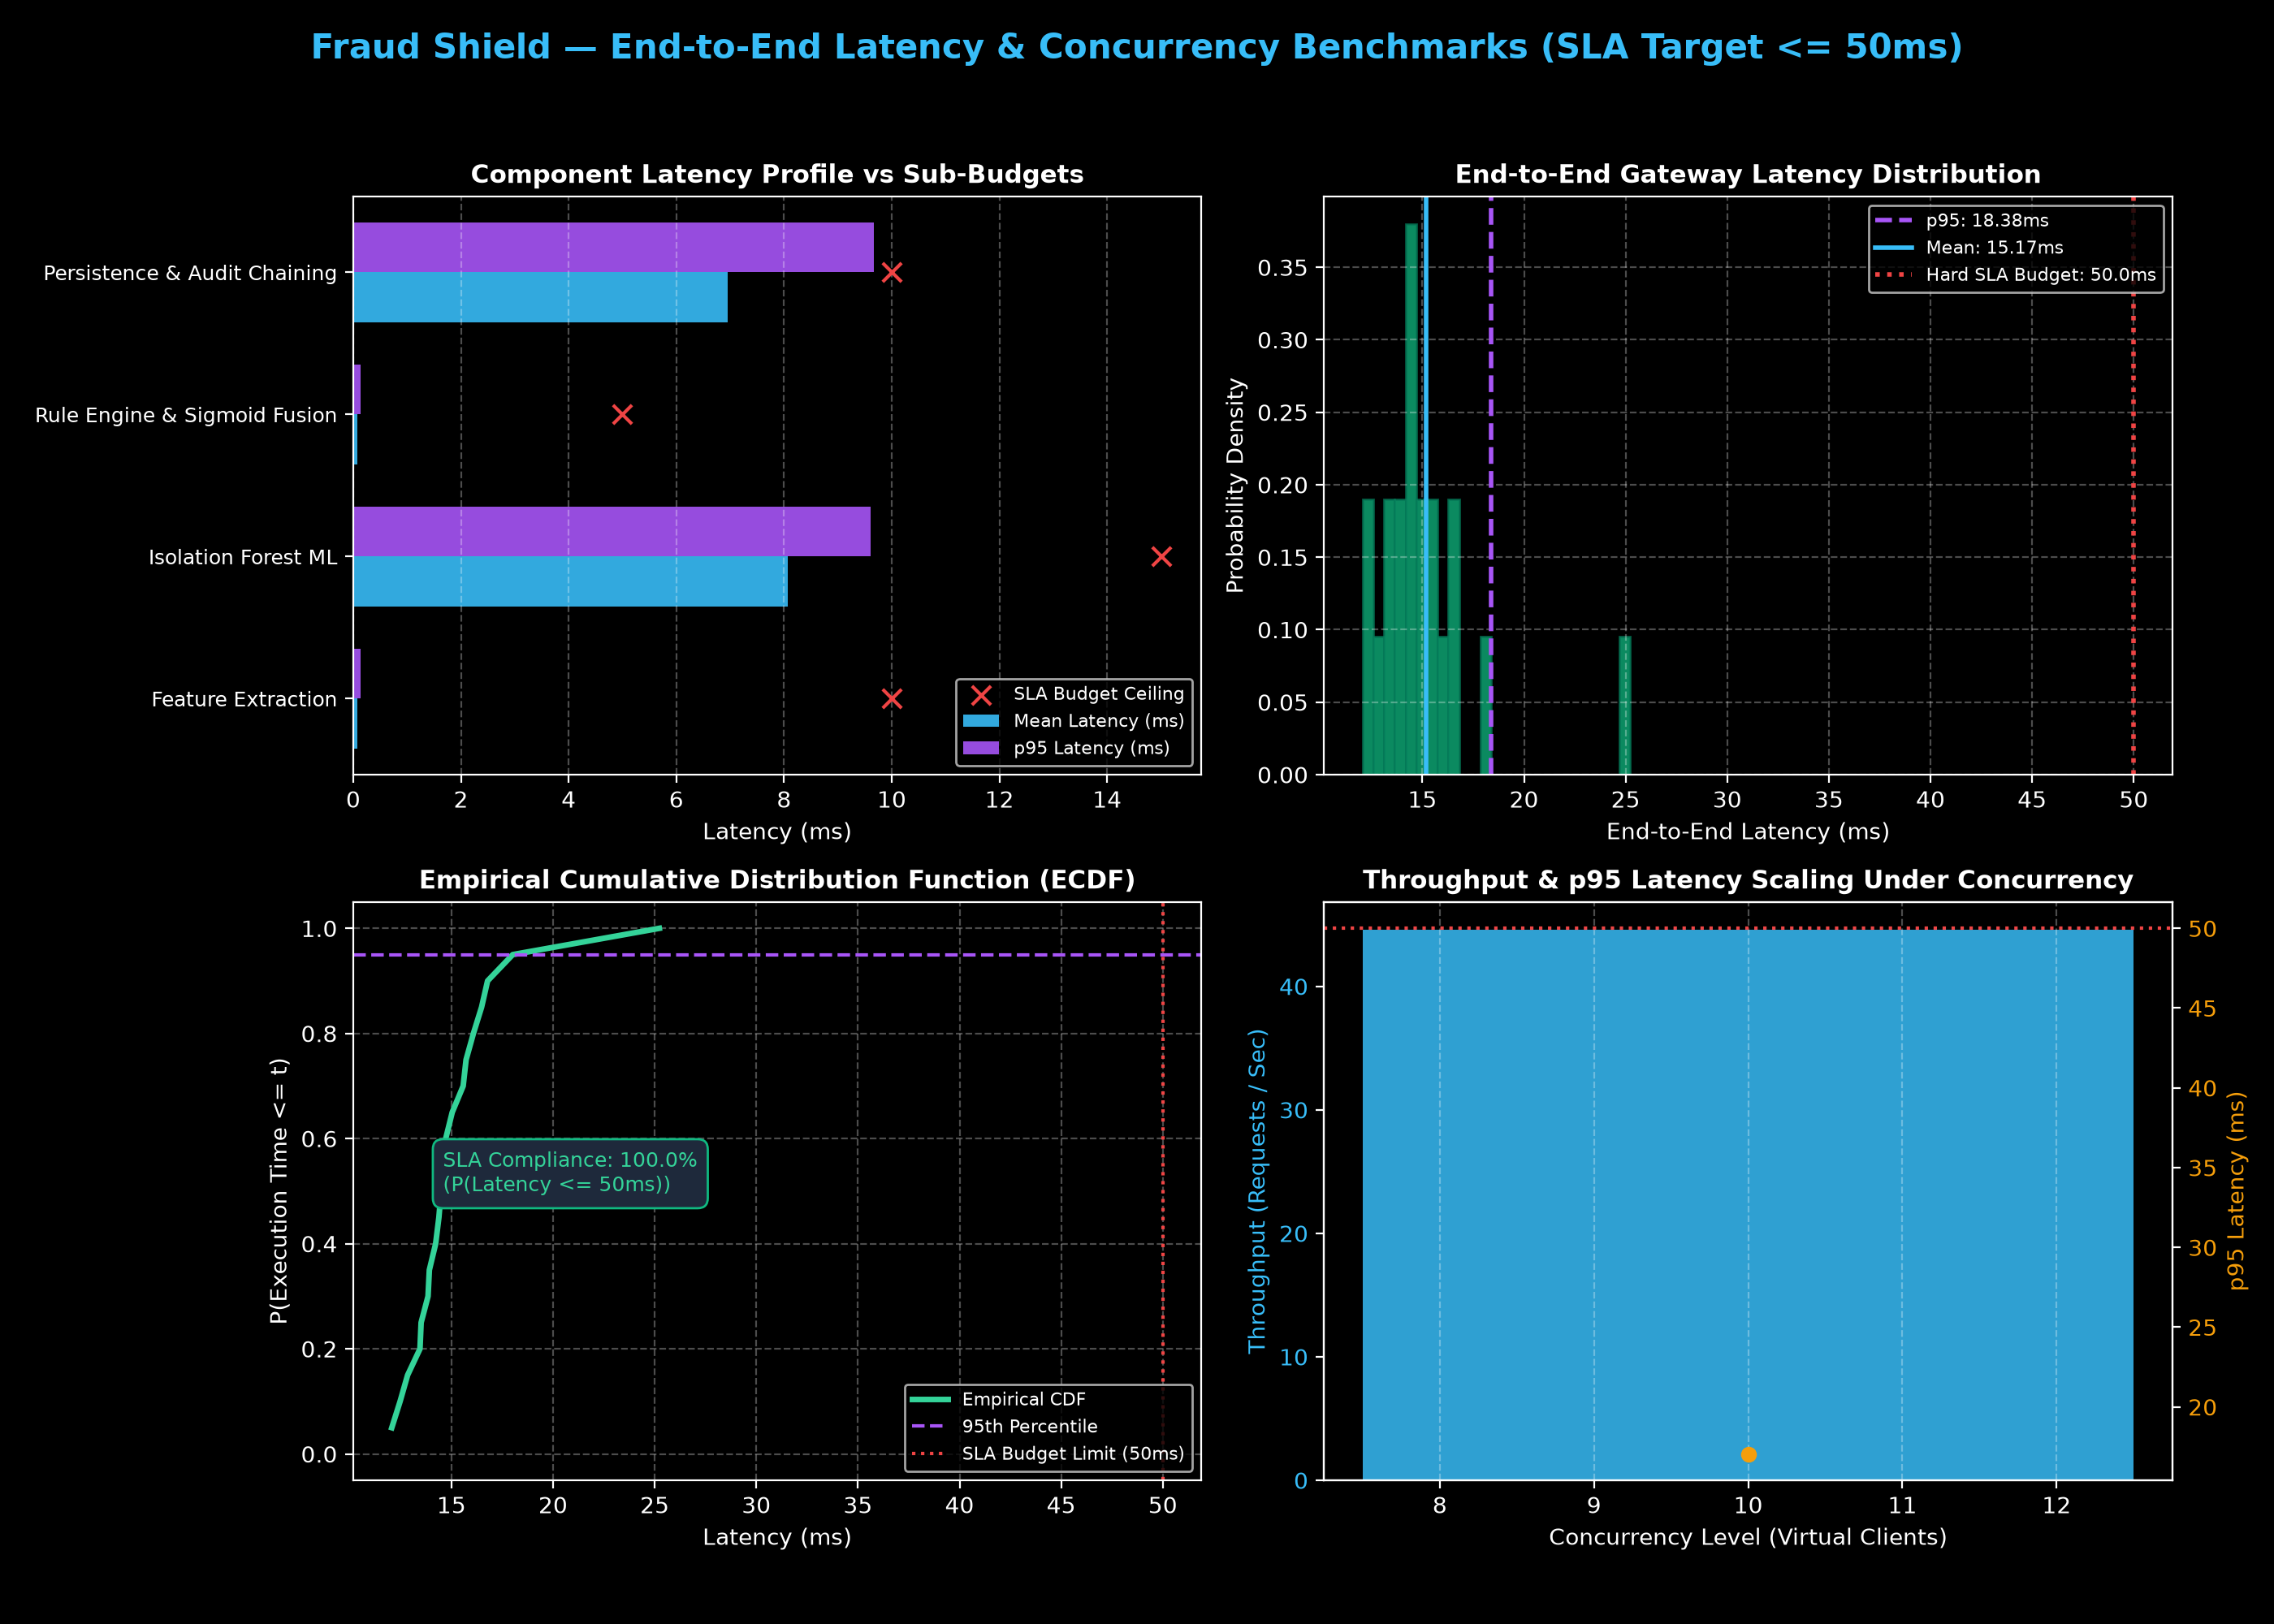 Fraud Shield — End-to-End Latency & Concurrency Benchmarks (SLA Target <= 50ms)
Component Latency Profile vs Sub-Budgets
Persistence & Audit Chaining
Rule Engine & Sigmoid Fusion
Isolation Forest ML
Feature Extraction
SLA Budget Ceiling
Mean Latency (ms)
p95 Latency (ms)
0 2 4 6 8 10 12 14
Latency (ms)
End-to-End Gateway Latency Distribution
Probability Density
0.35
0.30
0.25
0.20
0.15
0.10
0.05
0.00
p95: 18.38ms
Mean: 15.17ms
Hard SLA Budget: 50.0ms
15 20 25 30 35 40 45 50
End-to-End Latency (ms)
Empirical Cumulative Distribution Function (ECDF)
P(Execution Time <= t)
1.0
0.8
0.6
0.4
0.2
0.0
SLA Compliance: 100.0%
(P(Latency <= 50ms))
Empirical CDF
95th Percentile
SLA Budget Limit (50ms)
15 20 25 30 35 40 45 50
Latency (ms)
Throughput & p95 Latency Scaling Under Concurrency
Throughput (Requests / Sec)
40
30
20
10
0
50
45
40
35
30
25
20
p95 Latency (ms)
8 9 10 11 12
Concurrency Level (Virtual Clients)